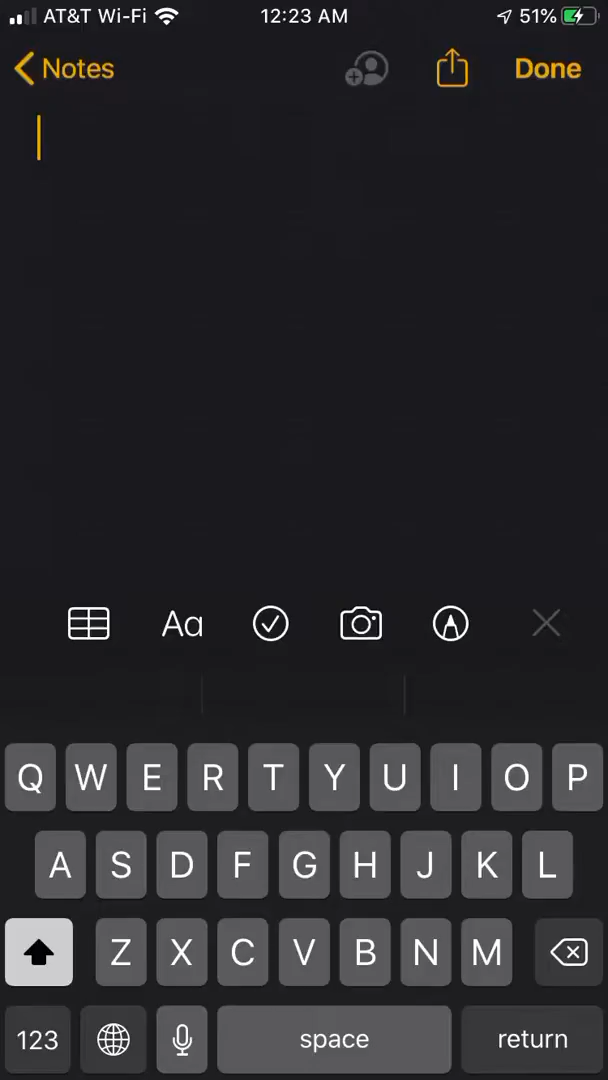 AT&T Wi-Fi 12:23 AM 51%
Notes Done
Aa
Q W E R T Y U I O P
A S D F G H J K L
Z X C V B N M
123 space return